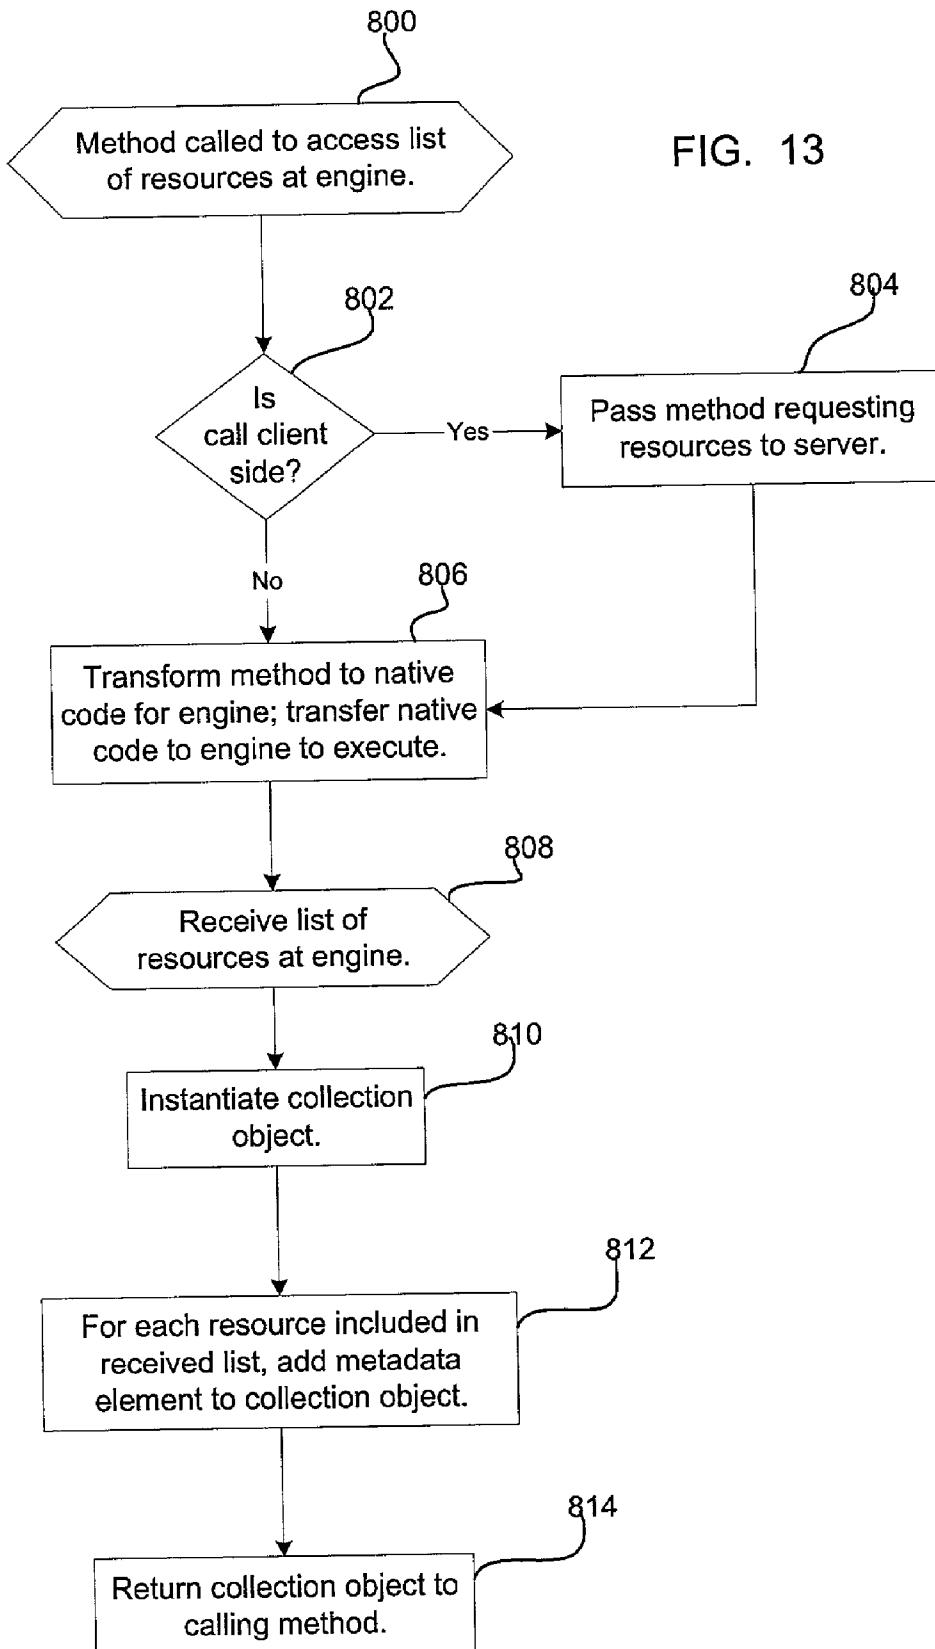 800
Method called to access list
of resources at engine.
FIG. 13
802
804
Is
call client
side?
Yes
Pass method requesting
resources to server.
No
806
Transform method to native
code for engine; transfer native
code to engine to execute.
808
Receive list of
resources at engine.
810
Instantiate collection
object.
812
For each resource included in
received list, add metadata
element to collection object.
814
Return collection object to
calling method.